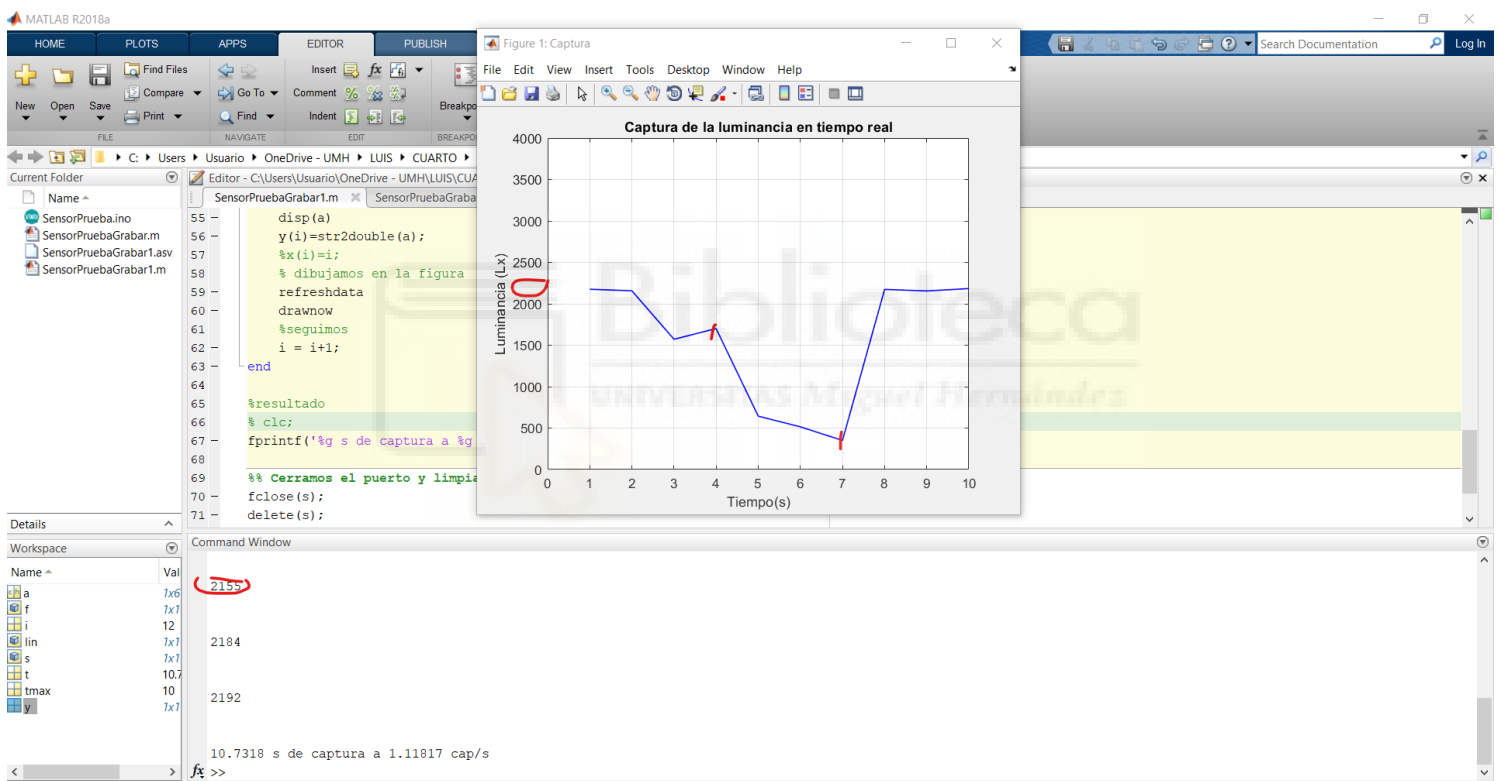 MATLAB R2018a
HOME PLOTS APPS EDITOR PUBLISH
Search Documentation Log In
New Open Save
Find Files
Compare
Print
Go To
Find
Insert fx
Comment
Indent
Breakpo
FILE NAVIGATE EDIT BREAKPO
C: Users Usuario OneDrive - UMH LUIS CUARTO
Current Folder
Name
SensorPrueba.ino
SensorPruebaGrabar.m
SensorPruebaGrabar1.asv
SensorPruebaGrabar1.m
Details
Editor - C:\Users\Usuario\OneDrive - UMH\LUIS\CUA
SensorPruebaGrabar1.m SensorPruebaGraba
55 – disp(a)
56 – y(i)=str2double(a);
57 %x(i)=i;
58 % dibujamos en la figura
59 – refreshdata
60 – drawnow
61 %seguimos
62 – i = i+1;
63 – end
64
65 %resultado
66 % clc;
67 – fprintf('%g s de captura a %g
68
69 %% Cerramos el puerto y limpia
70 – fclose(s);
71 – delete(s);
Figure 1: Captura
File Edit View Insert Tools Desktop Window Help
Captura de la luminancia en tiempo real
4000
3500
3000
2500
2000
1500
1000
500
0
Luminancia (Lx)
0 1 2 3 4 5 6 7 8 9 10
Tiempo(s)
Biblioteca
UNIVERSITAS Miguel Hernández
Workspace
Name Val
a 1x6
f 1x1
i 12
lin 1x1
s 1x1
t 10.7
tmax 10
y 1x1
Command Window
2155
2184
2192
10.7318 s de captura a 1.11817 cap/s
fx >>